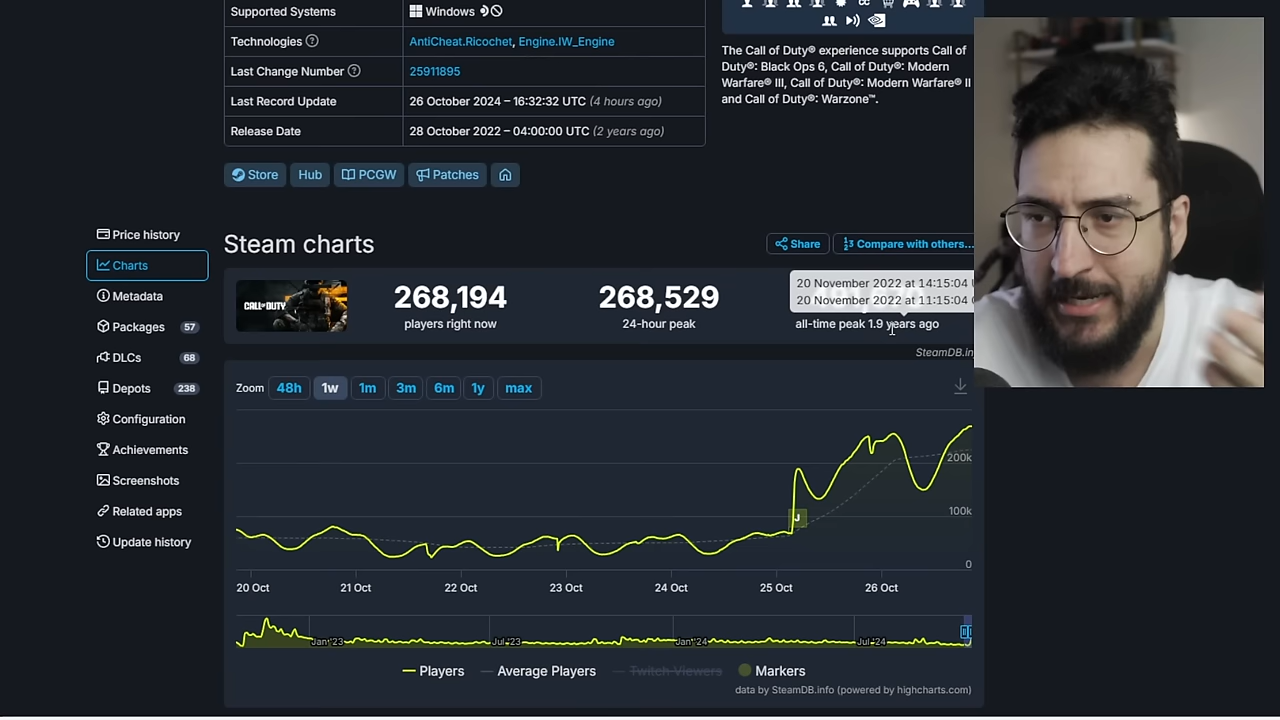 Supported Systems
Windows
The Call of Duty® experience supports Call of
Duty®: Black Ops 6, Call of Duty®: Modern
Warfare® III, Call of Duty®: Modern Warfare® II
and Call of Duty®: Warzone™.
Technologies
AntiCheat.Ricochet, Engine.IW_Engine
Last Change Number
25911895
Last Record Update
26 October 2024 – 16:32:32 UTC (4 hours ago)
Release Date
28 October 2022 – 04:00:00 UTC (2 years ago)
Store
Hub
PCGW
Patches
Price history
Charts
Metadata
Packages 57
DLCs 68
Depots 238
Configuration
Achievements
Screenshots
Related apps
Update history
Steam charts
Share
Compare with others...
CALL OF DUTY
268,194
players right now
268,529
24-hour peak
20 November 2022 at 14:15:04
20 November 2022 at 11:15:04
all-time peak 1.9 years ago
SteamDB.in
Zoom
48h
1w
1m
3m
6m
1y
max
200k
100k
0
J
20 Oct
21 Oct
22 Oct
23 Oct
24 Oct
25 Oct
26 Oct
Jan '23
Jul '23
Jan '24
Jul '24
Players
Average Players
Twitch Viewers
Markers
data by SteamDB.info (powered by highcharts.com)